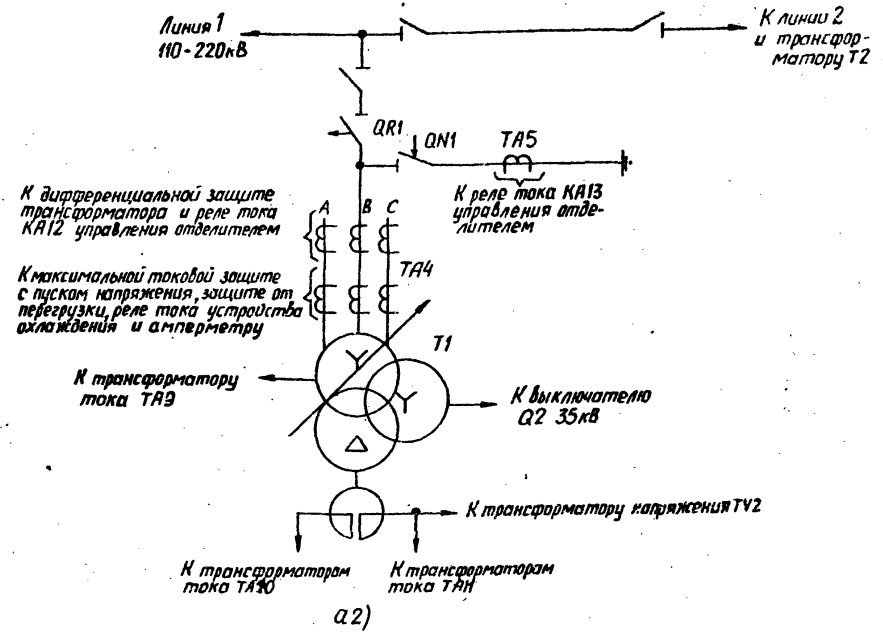 Линия 1
110-220кВ
К линии 2
и трансфор-
матору Т2
QR1
QN1
TA5
К реле тока КА13
управления отде-
лителем
К дифференциальной защите
трансформатора и реле тока
КА12 управления отделителем
A
B
C
К максимальной токовой защите
с пуском напряжения, защите от
перегрузки, реле тока устройства
охлаждения и амперметру
TA4
T1
К трансформатору
тока ТА9
К выключателю
Q2 35кВ
К трансформатору напряжения TV2
К трансформаторам
тока ТА10
К трансформаторам
тока ТА11
а2)